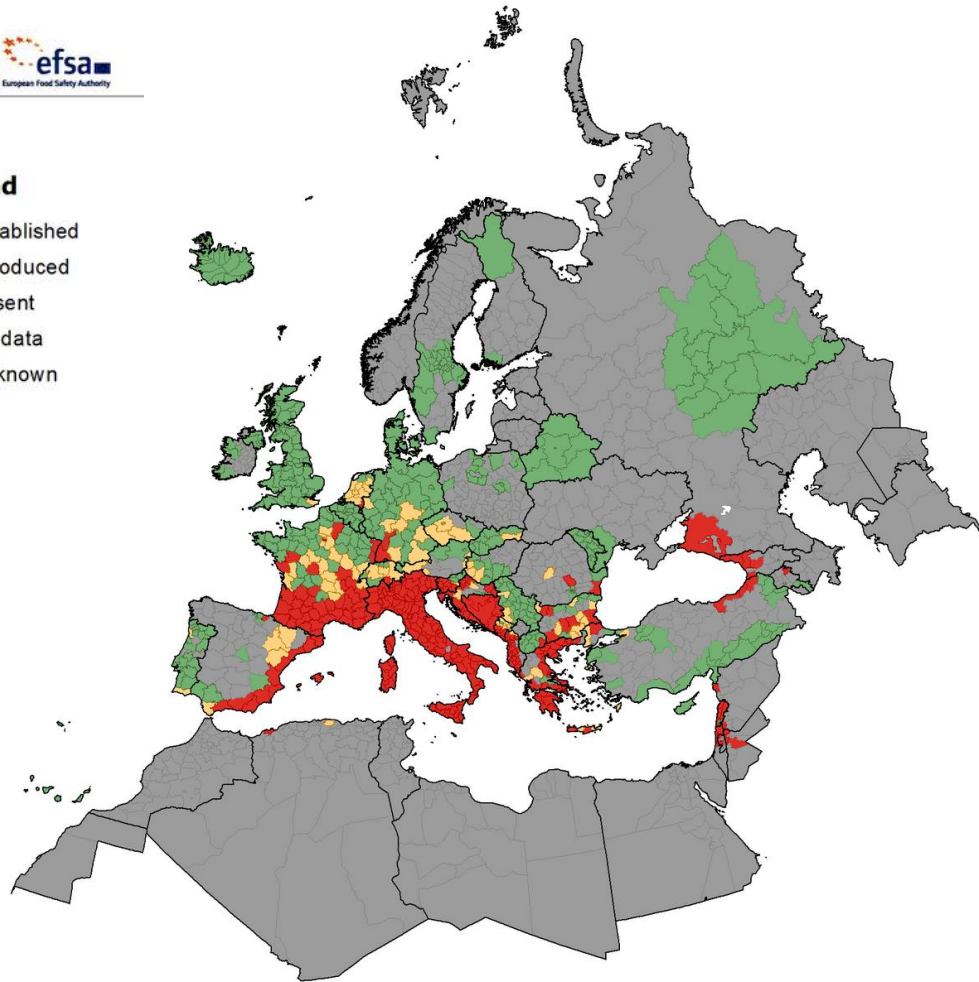 efsa
European Food Safety Authority
d
ablished
oduced
sent
data
known